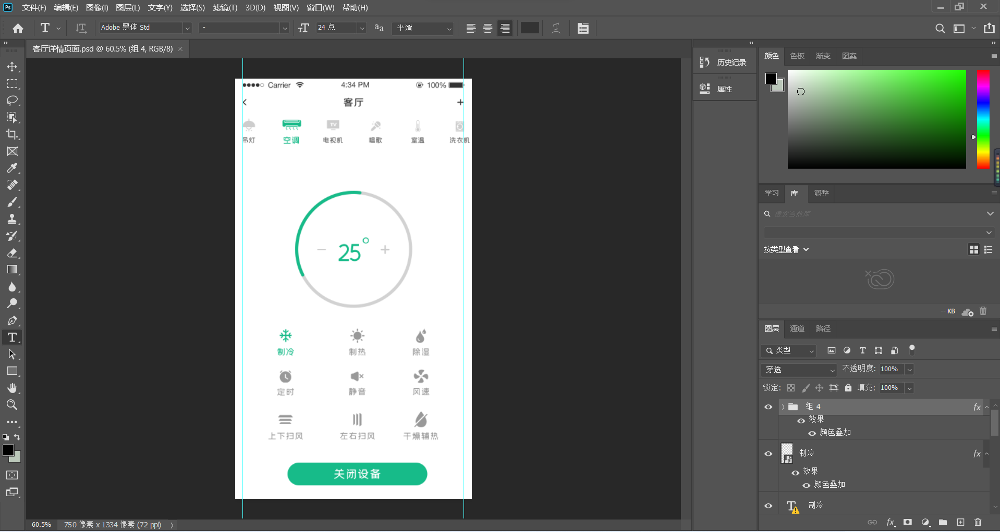 Ps 文件(F) 编辑(E) 图像(I) 图层(L) 文字(Y) 选择(S) 滤镜(T) 3D(D) 视图(V) 窗口(W) 帮助(H)
T Adobe 黑体 Std - 24 点 aa 平滑
客厅详情页面.psd @ 60.5% (组 4, RGB/8) ×
Carrier 4:34 PM 100%
客厅
TV
吊灯 空调 电视机 唱歌 室温 洗衣机
25°
制冷 制热 除湿
定时 静音 风速
上下扫风 左右扫风 干燥辅热
关闭设备
60.5% 750 像素 x 1334 像素 (72 ppi)
历史记录
属性
颜色 色板 渐变 图案
学习 库 调整
搜索当前库
按类型查看
-- KB
图层 通道 路径
类型
穿透 不透明度: 100%
锁定: 填充: 100%
组 4 fx
效果
颜色叠加
制冷 fx
效果
颜色叠加
T 制冷
fx